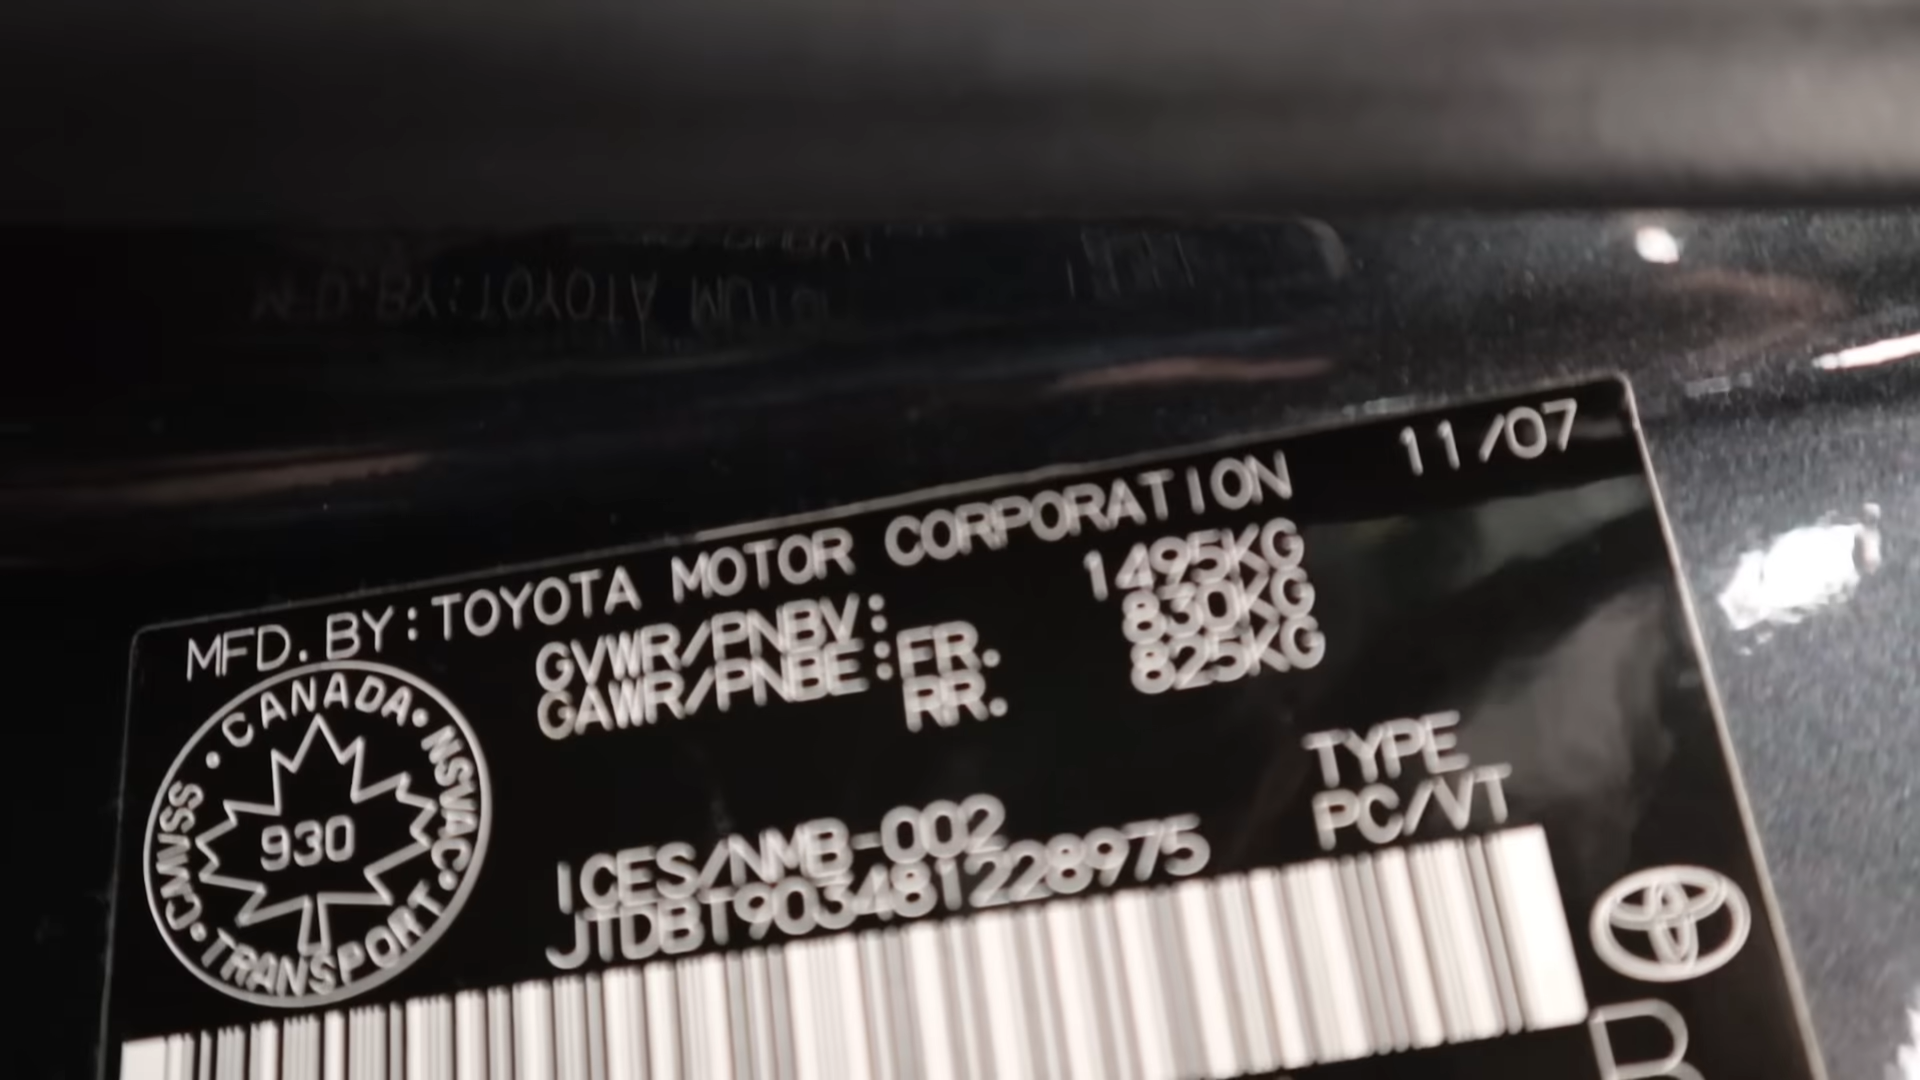 MFD.BY:TOYOTA MOTOR CORPORATION 11/07
GVWR/PNBV: 1495KG
GAWR/PNBE:FR. 830KG
RR. 825KG
CANADA
NSVAC
TRANSPORT
CMVSS
930
TYPE
ICES/NMB-002 PC/VT
JTDBT903481228975